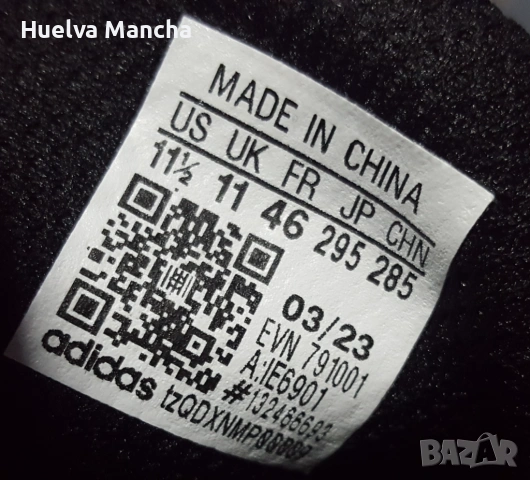 Huelva Mancha
MADE IN CHINA
US UK FR JP CHN
11½ 11 46 295 285
03/23
EVN 791001
A:IE6901
#132466693
adidas
BAZAR